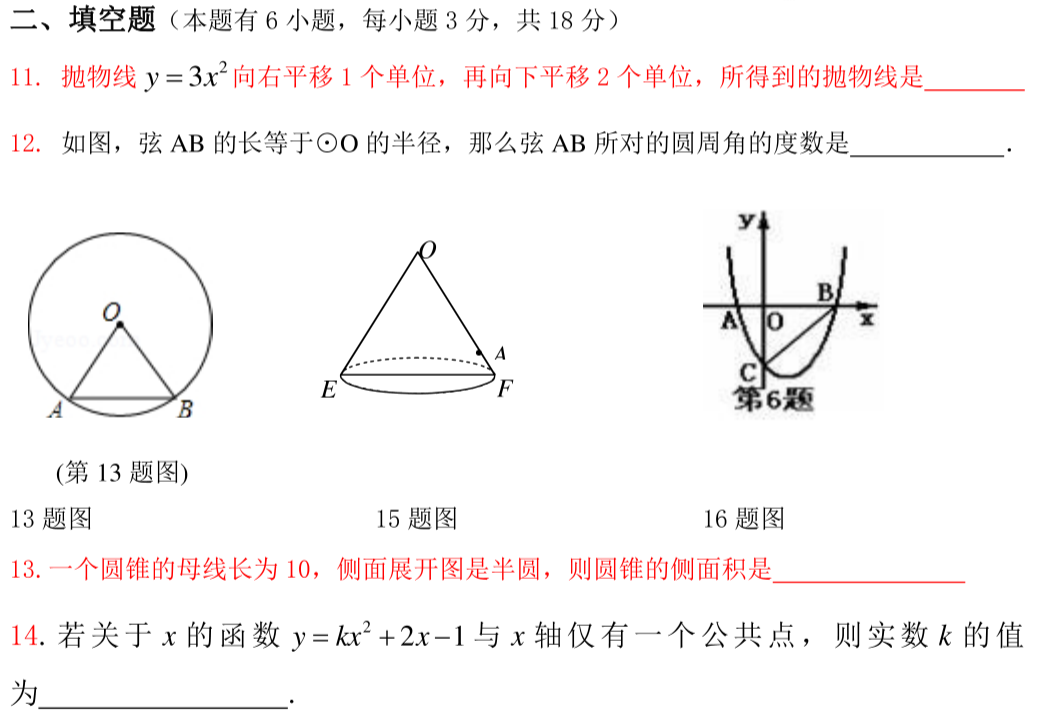 二、填空题（本题有 6 小题，每小题 3 分，共 18 分）
11. 抛物线 y=3x² 向右平移 1 个单位，再向下平移 2 个单位，所得到的抛物线是________
12. 如图，弦 AB 的长等于⊙O 的半径，那么弦 AB 所对的圆周角的度数是____________．
O
A
B
O
A
E
F
y
B
A
O
x
C
第6题
(第 13 题图)
13 题图 15 题图 16 题图
13.一个圆锥的母线长为 10，侧面展开图是半圆，则圆锥的侧面积是_______________
14. 若关于 x 的函数 y=kx²+2x−1 与 x 轴仅有一个公共点，则实数 k 的值
为____________________.